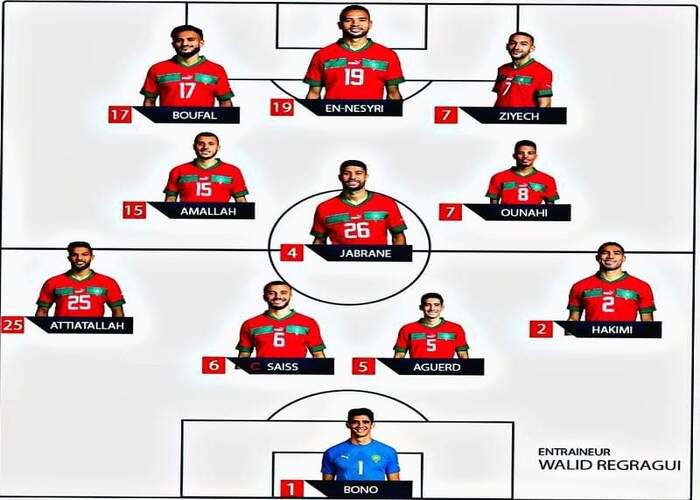 17
19
7
17 BOUFAL
19 EN-NESYRI
7 ZIYECH
15
26
8
15 AMALLAH
4 JABRANE
7 OUNAHI
25
2
25 ATTIATALLAH
2 HAKIMI
6
5
6 C SAISS
5 AGUERD
1
1 BONO
ENTRAINEUR
WALID REGRAGUI